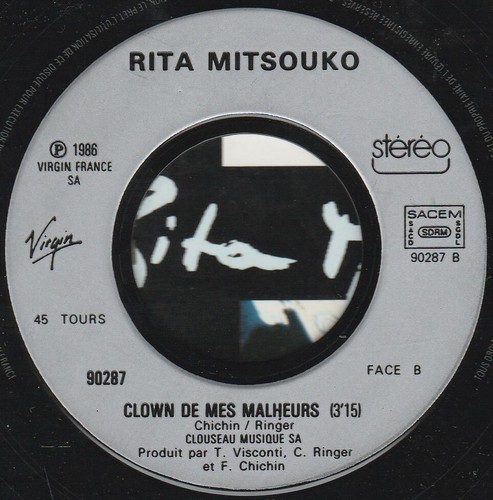 RITA MITSOUKO
Ⓟ 1986
VIRGIN FRANCE
SA
stéréo
Virgin
SACEM
SACD
SDRM
SGDL
90287 B
45 TOURS
90287
FACE B
CLOWN DE MES MALHEURS (3'15)
Chichin / Ringer
CLOUSEAU MUSIQUE SA
Produit par T. Visconti, C. Ringer
et F. Chichin
Rita